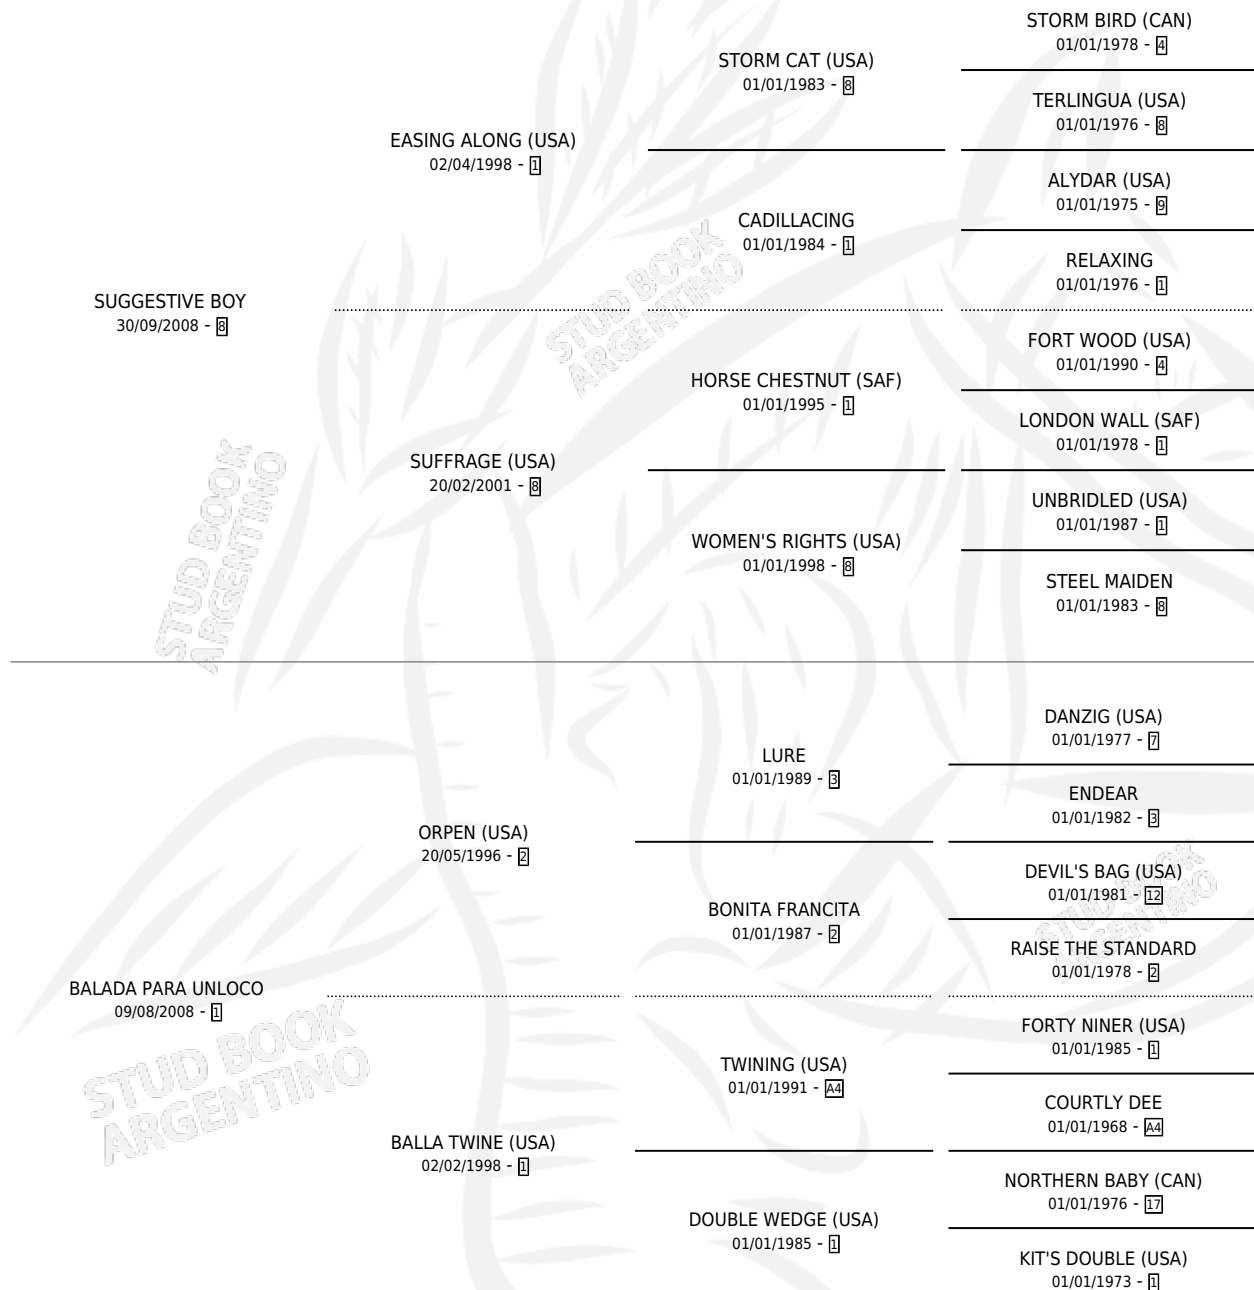 SUGGESTIVE BOY
30/09/2008 - 8
EASING ALONG (USA)
02/04/1998 - 1
STORM CAT (USA)
01/01/1983 - 8
STORM BIRD (CAN)
01/01/1978 - 4
TERLINGUA (USA)
01/01/1976 - 8
CADILLACING
01/01/1984 - 1
ALYDAR (USA)
01/01/1975 - 9
RELAXING
01/01/1976 - 1
SUFFRAGE (USA)
20/02/2001 - 8
HORSE CHESTNUT (SAF)
01/01/1995 - 1
FORT WOOD (USA)
01/01/1990 - 4
LONDON WALL (SAF)
01/01/1978 - 1
WOMEN'S RIGHTS (USA)
01/01/1998 - 8
UNBRIDLED (USA)
01/01/1987 - 1
STEEL MAIDEN
01/01/1983 - 8
BALADA PARA UNLOCO
09/08/2008 - 1
ORPEN (USA)
20/05/1996 - 2
LURE
01/01/1989 - 3
DANZIG (USA)
01/01/1977 - 7
ENDEAR
01/01/1982 - 3
BONITA FRANCITA
01/01/1987 - 2
DEVIL'S BAG (USA)
01/01/1981 - 12
RAISE THE STANDARD
01/01/1978 - 2
BALLA TWINE (USA)
02/02/1998 - 1
TWINING (USA)
01/01/1991 - A4
FORTY NINER (USA)
01/01/1985 - 1
COURTLY DEE
01/01/1968 - A4
DOUBLE WEDGE (USA)
01/01/1985 - 1
NORTHERN BABY (CAN)
01/01/1976 - 17
KIT'S DOUBLE (USA)
01/01/1973 - 1
STUD BOOK
ARGENTINO
STUD BOOK
ARGENTINO
STUD BOOK
ARGENTINO
STUD BOOK
ARGENTINO